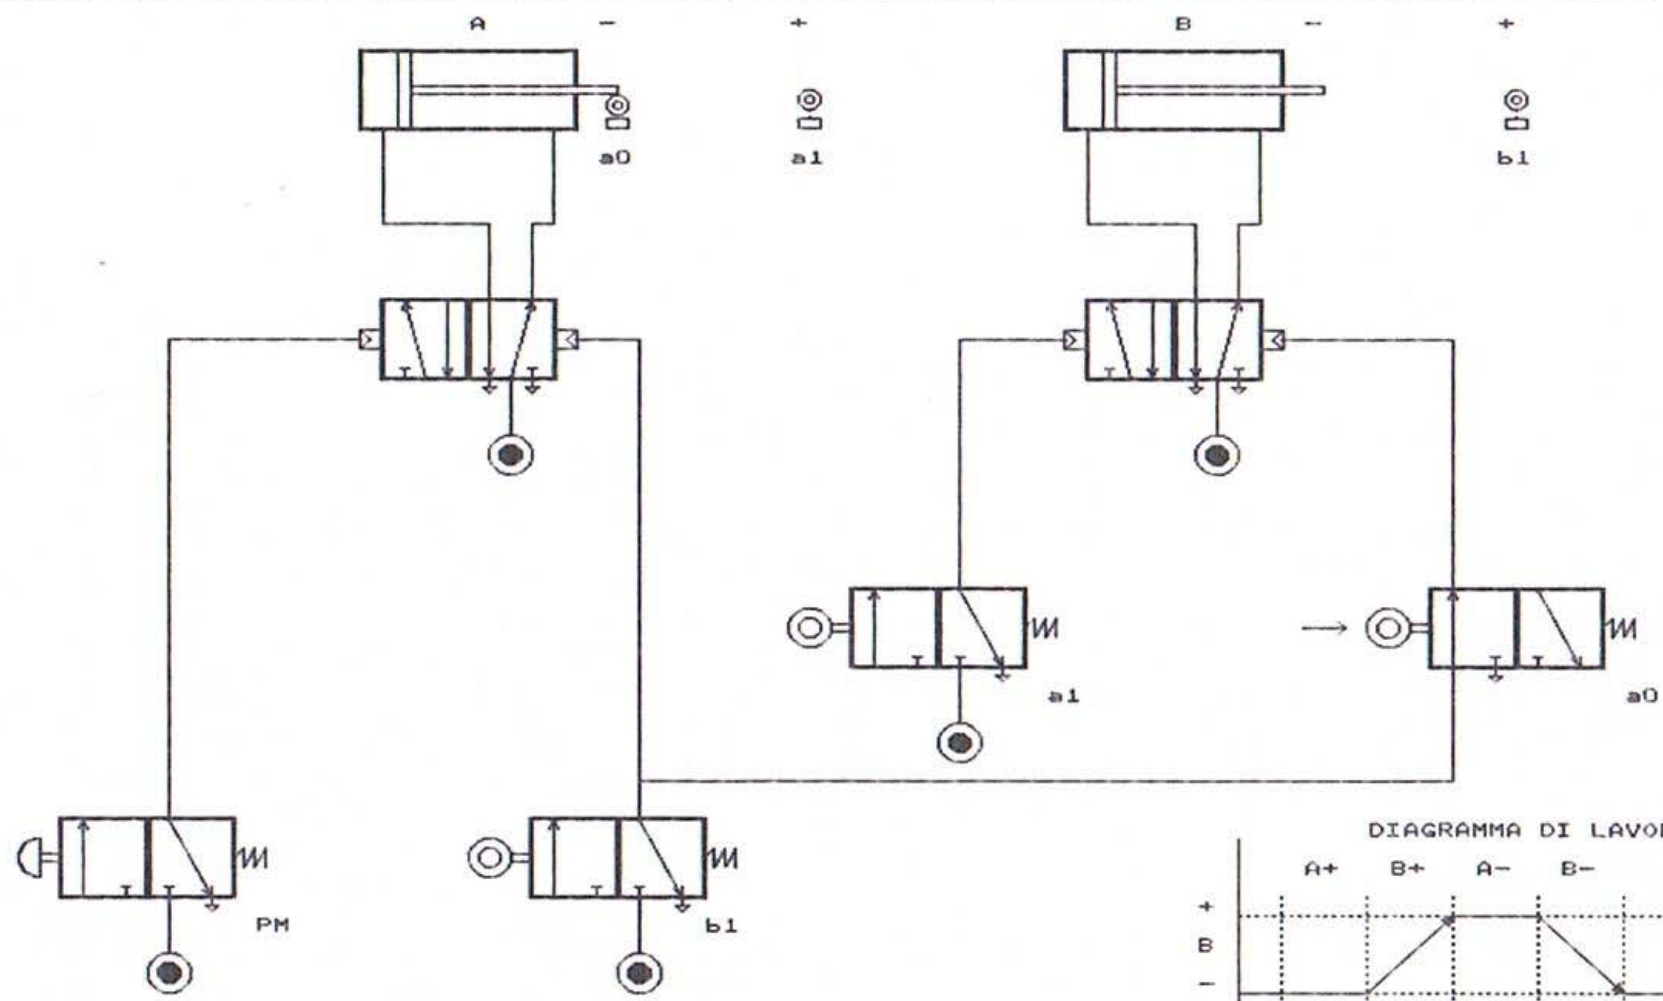 A - +
B - +
a0
a1
b1
a1
a0
PM
b1
DIAGRAMMA DI LAVO
A+ B+ A- B-
+
B
-